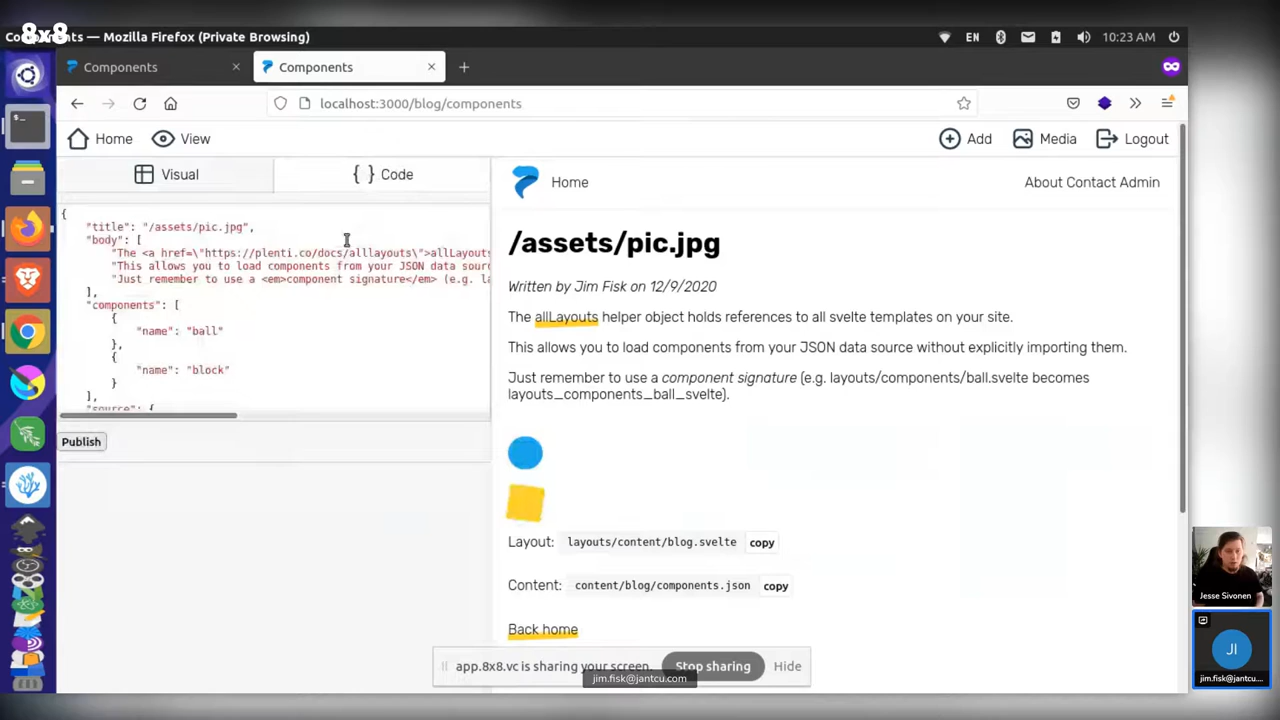 8x8
Components — Mozilla Firefox (Private Browsing)
EN
10:23 AM
Components
Components
localhost:3000/blog/components
Home
View
Add
Media
Logout
Visual
{ } Code
{
"title": "/assets/pic.jpg",
"body": [
"The <a href=\"https://plenti.co/docs/alllayouts\">allLayouts
"This allows you to load components from your JSON data sour
"Just remember to use a <em>component signature</em> (e.g. la
],
"components": [
{
"name": "ball"
},
{
"name": "block"
}
],
"source": {
Publish
Home
About Contact Admin
/assets/pic.jpg
Written by Jim Fisk on 12/9/2020
The allLayouts helper object holds references to all svelte templates on your site.
This allows you to load components from your JSON data source without explicitly importing them.
Just remember to use a component signature (e.g. layouts/components/ball.svelte becomes
layouts_components_ball_svelte).
Layout: layouts/content/blog.svelte copy
Content: content/blog/components.json copy
Back home
app.8x8.vc is sharing your screen.
Stop sharing
Hide
jim.fisk@jantcu.com
Jesse Sivonen
JI
jim.fisk@jantcu....